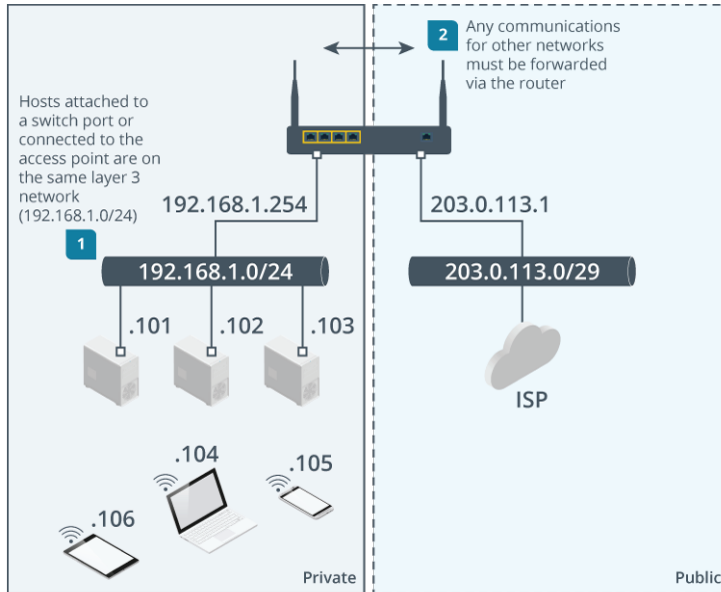 2
Any communications
for other networks
must be forwarded
via the router
Hosts attached to
a switch port or
connected to the
access point are on
the same layer 3
network
(192.168.1.0/24)
1
192.168.1.254
203.0.113.1
192.168.1.0/24
203.0.113.0/29
.101
.102
.103
ISP
.104
.105
.106
Private
Public